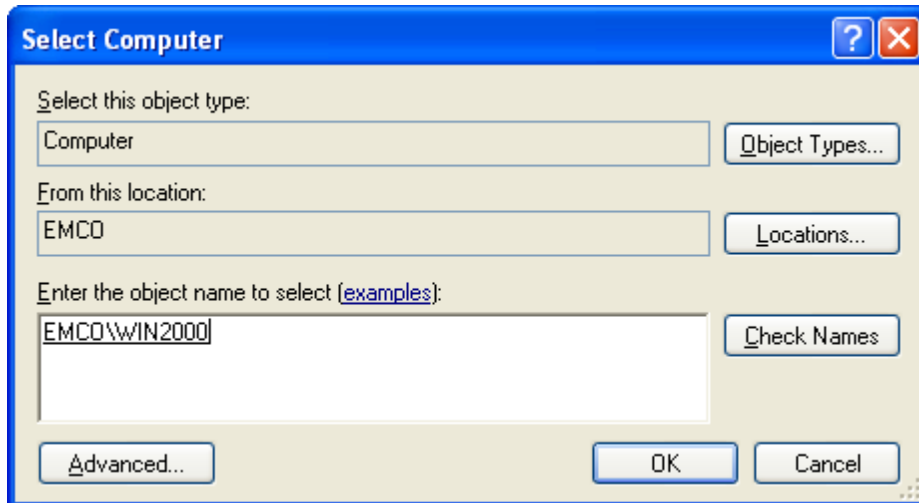 Select Computer
Select this object type:
Computer
Object Types...
From this location:
EMCO
Locations...
Enter the object name to select (examples):
EMCO\WIN2000
Check Names
Advanced...
OK
Cancel